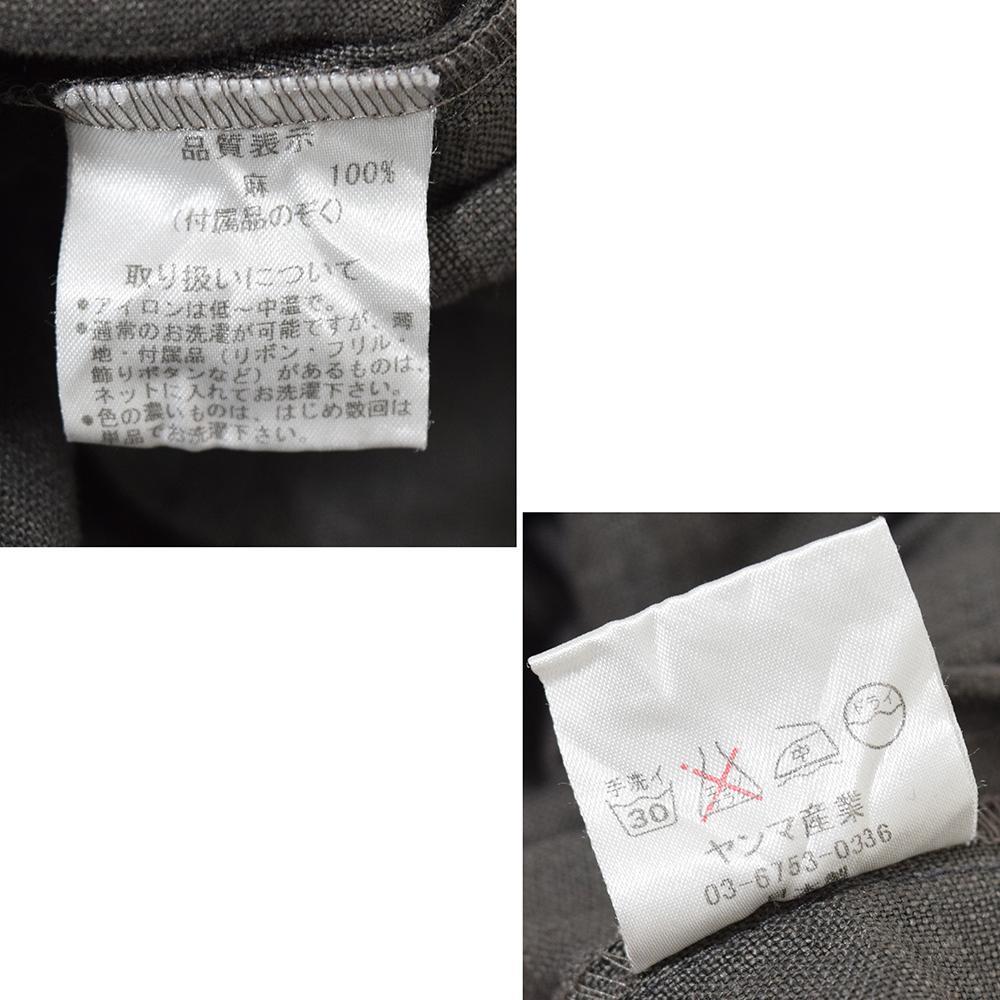 品質表示
麻 100%
(付属品のぞく)
取り扱いについて
●アイロンは低〜中温で。
●通常のお洗濯が可能ですが、薄
地・付属品(リボン・フリル・
飾りボタンなど)があるものは、
ネットに入れてお洗濯下さい。
●色の濃いものは、はじめ数回は
単品でお洗濯下さい。
手洗イ
30
中
ドライ
ヤンマ産業
03-6753-0336